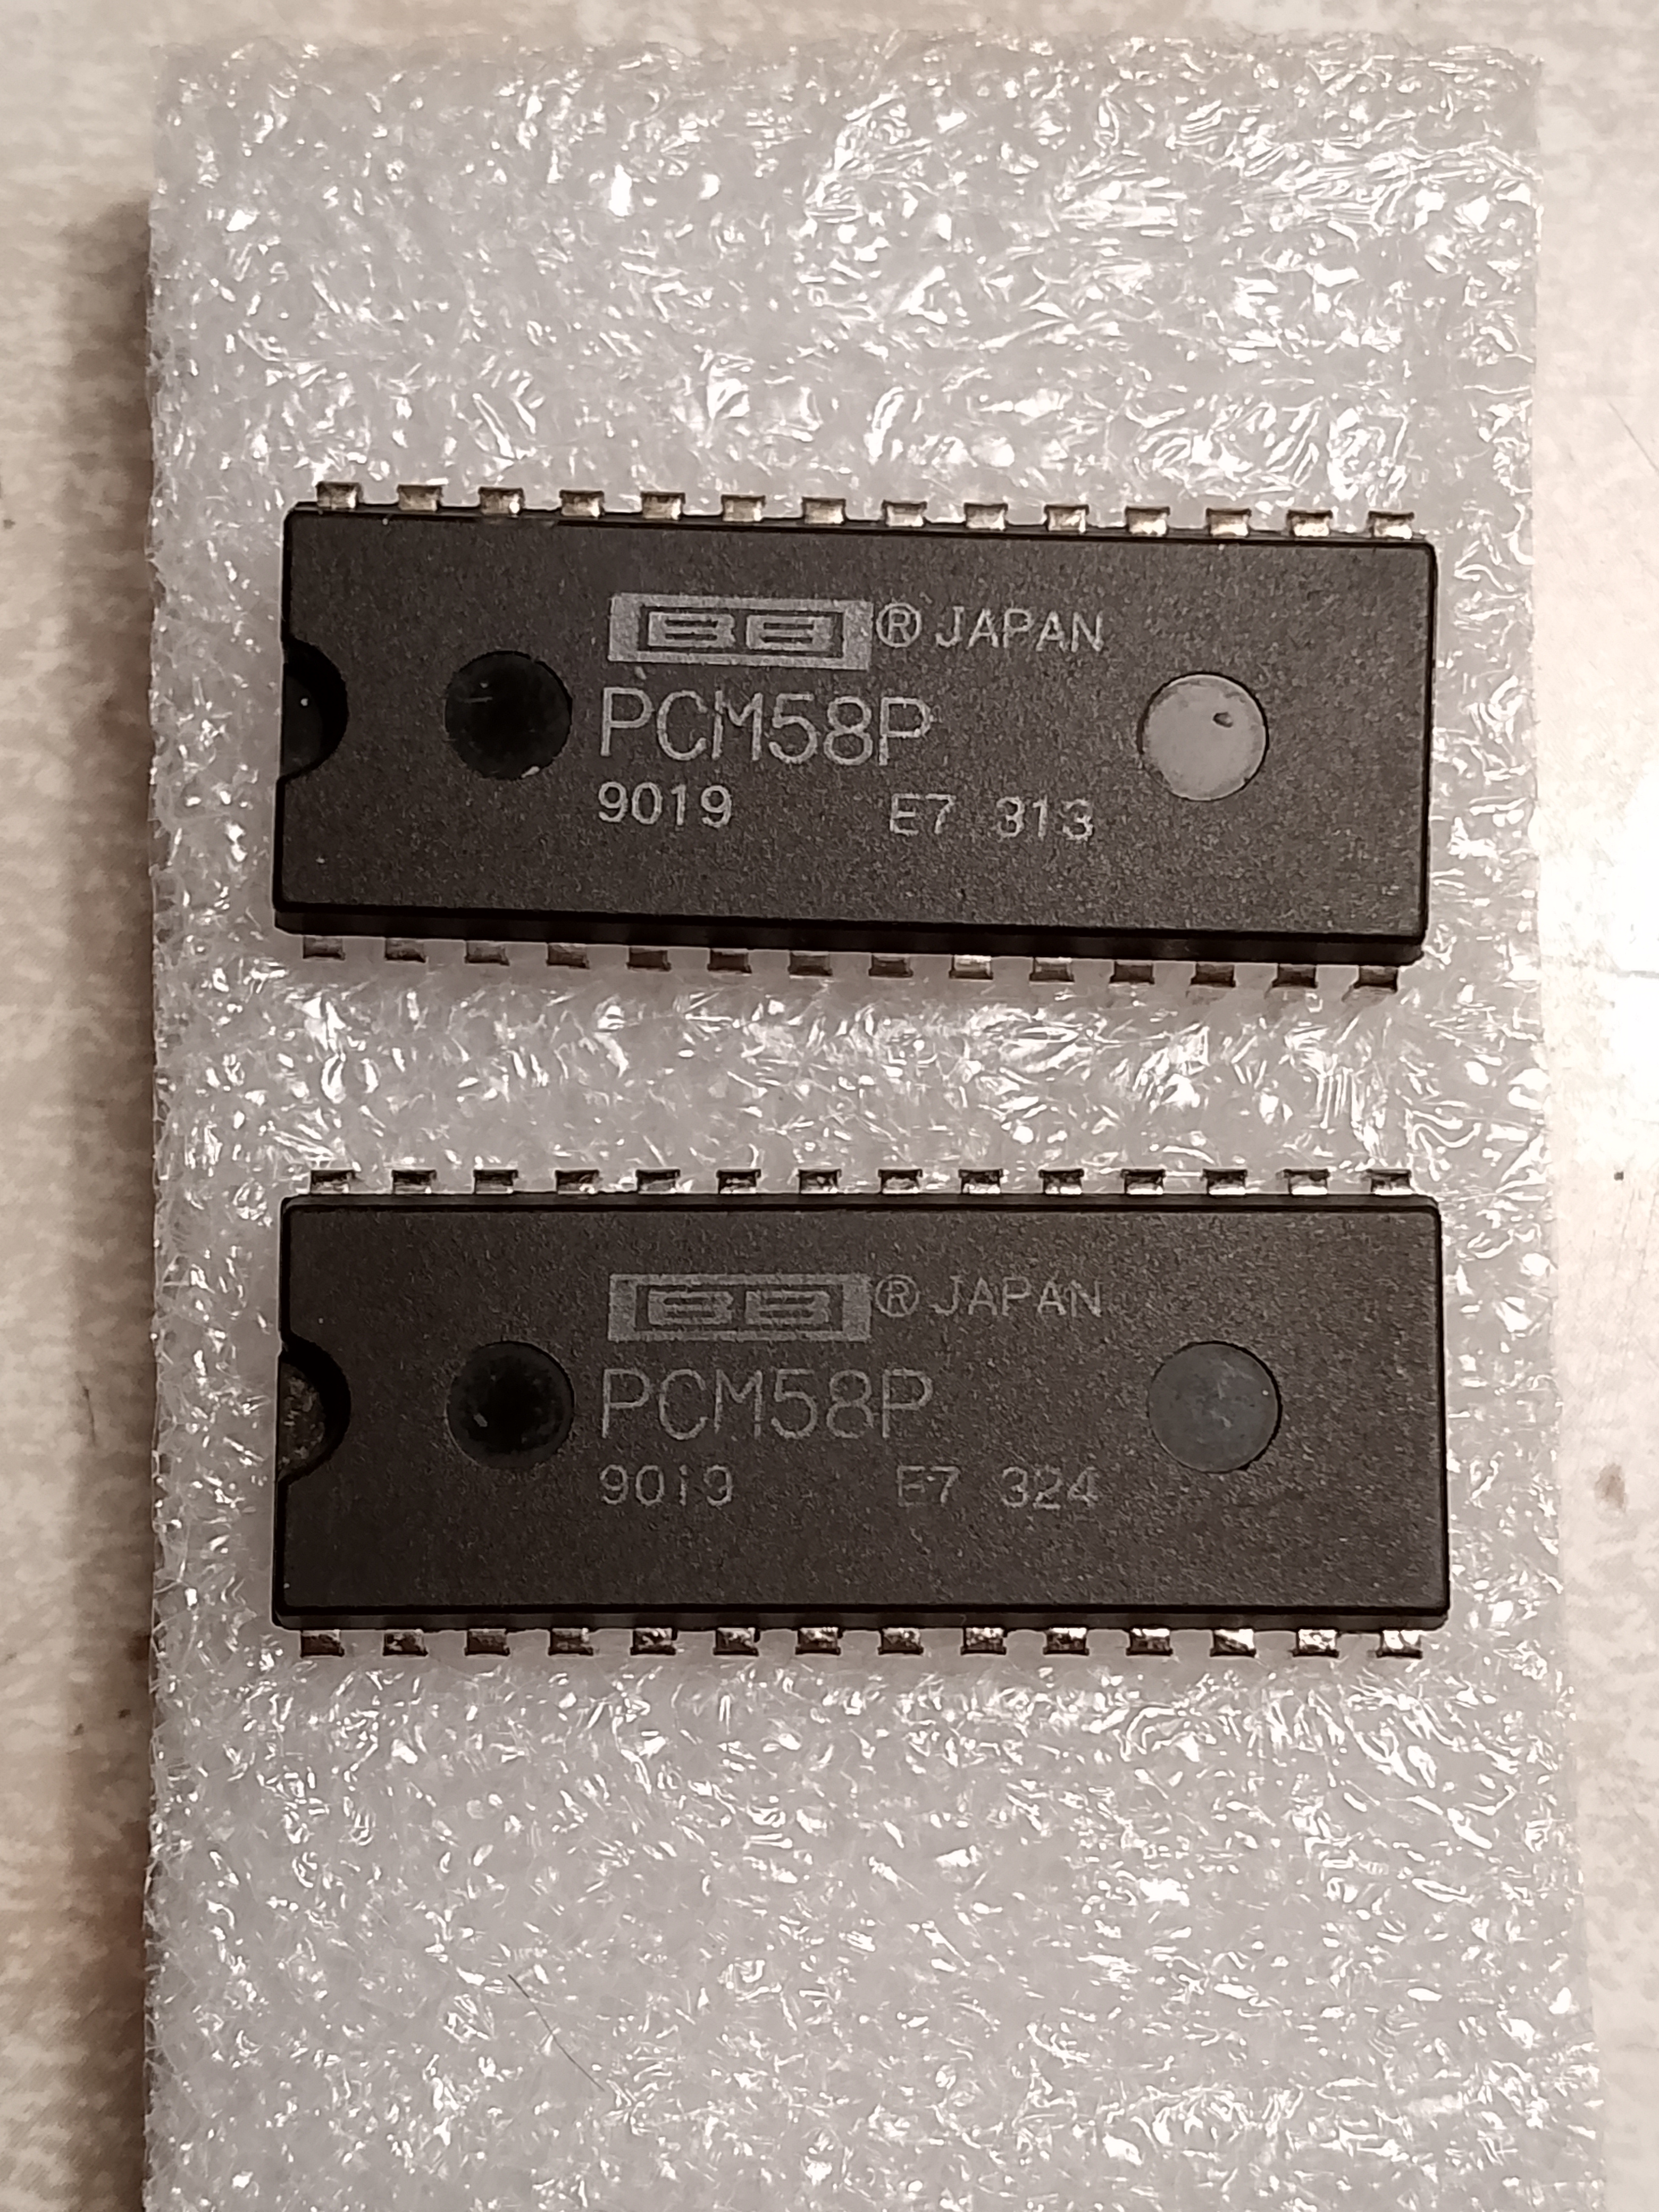 BB ® JAPAN
PCM58P
9019 E7 313
BB ® JAPAN
PCM58P
9019 E7 324